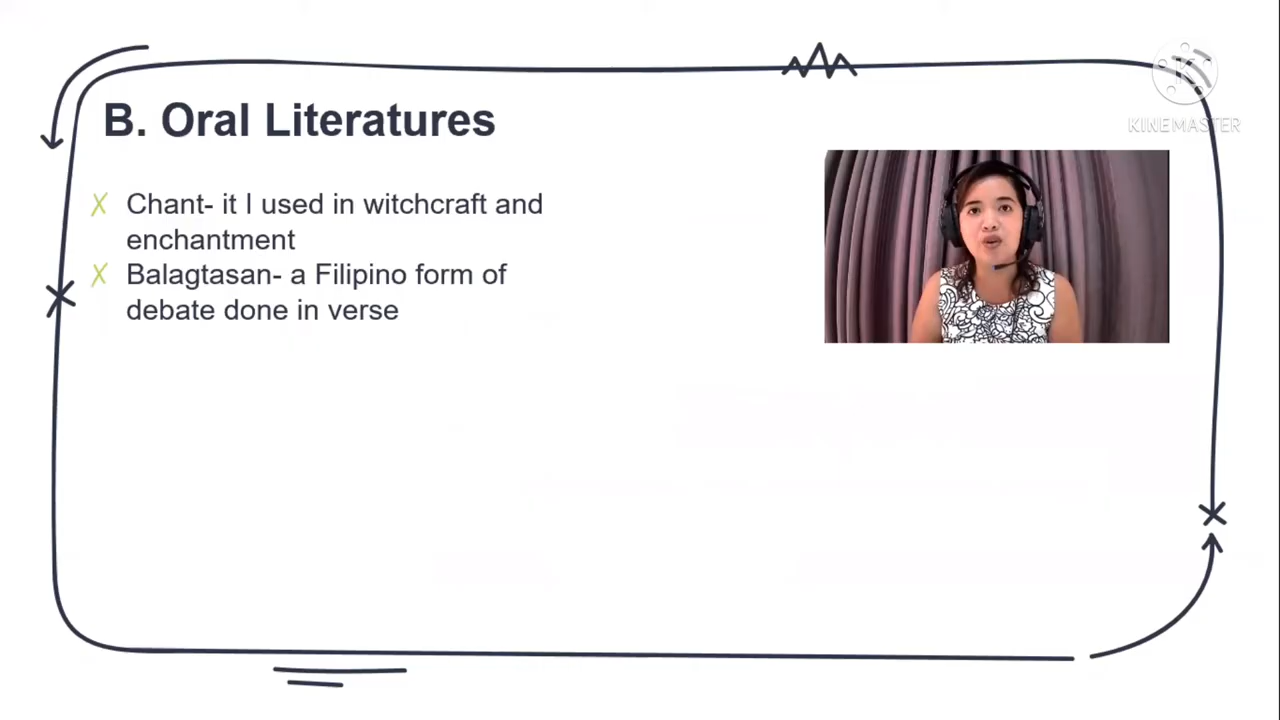 KINEMASTER
B. Oral Literatures
Chant- it I used in witchcraft and
enchantment
Balagtasan- a Filipino form of
debate done in verse